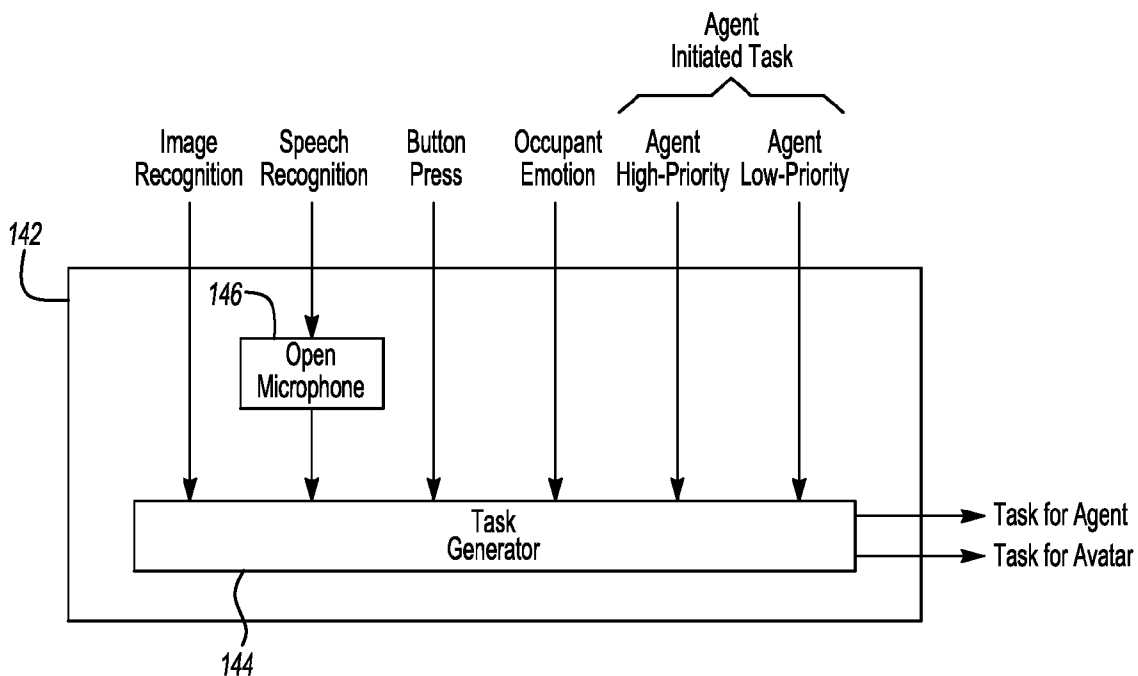 Agent
Initiated Task
Image
Recognition
Speech
Recognition
Button
Press
Occupant
Emotion
Agent
High-Priority
Agent
Low-Priority
142
146
Open
Microphone
Task
Generator
Task for Agent
Task for Avatar
144